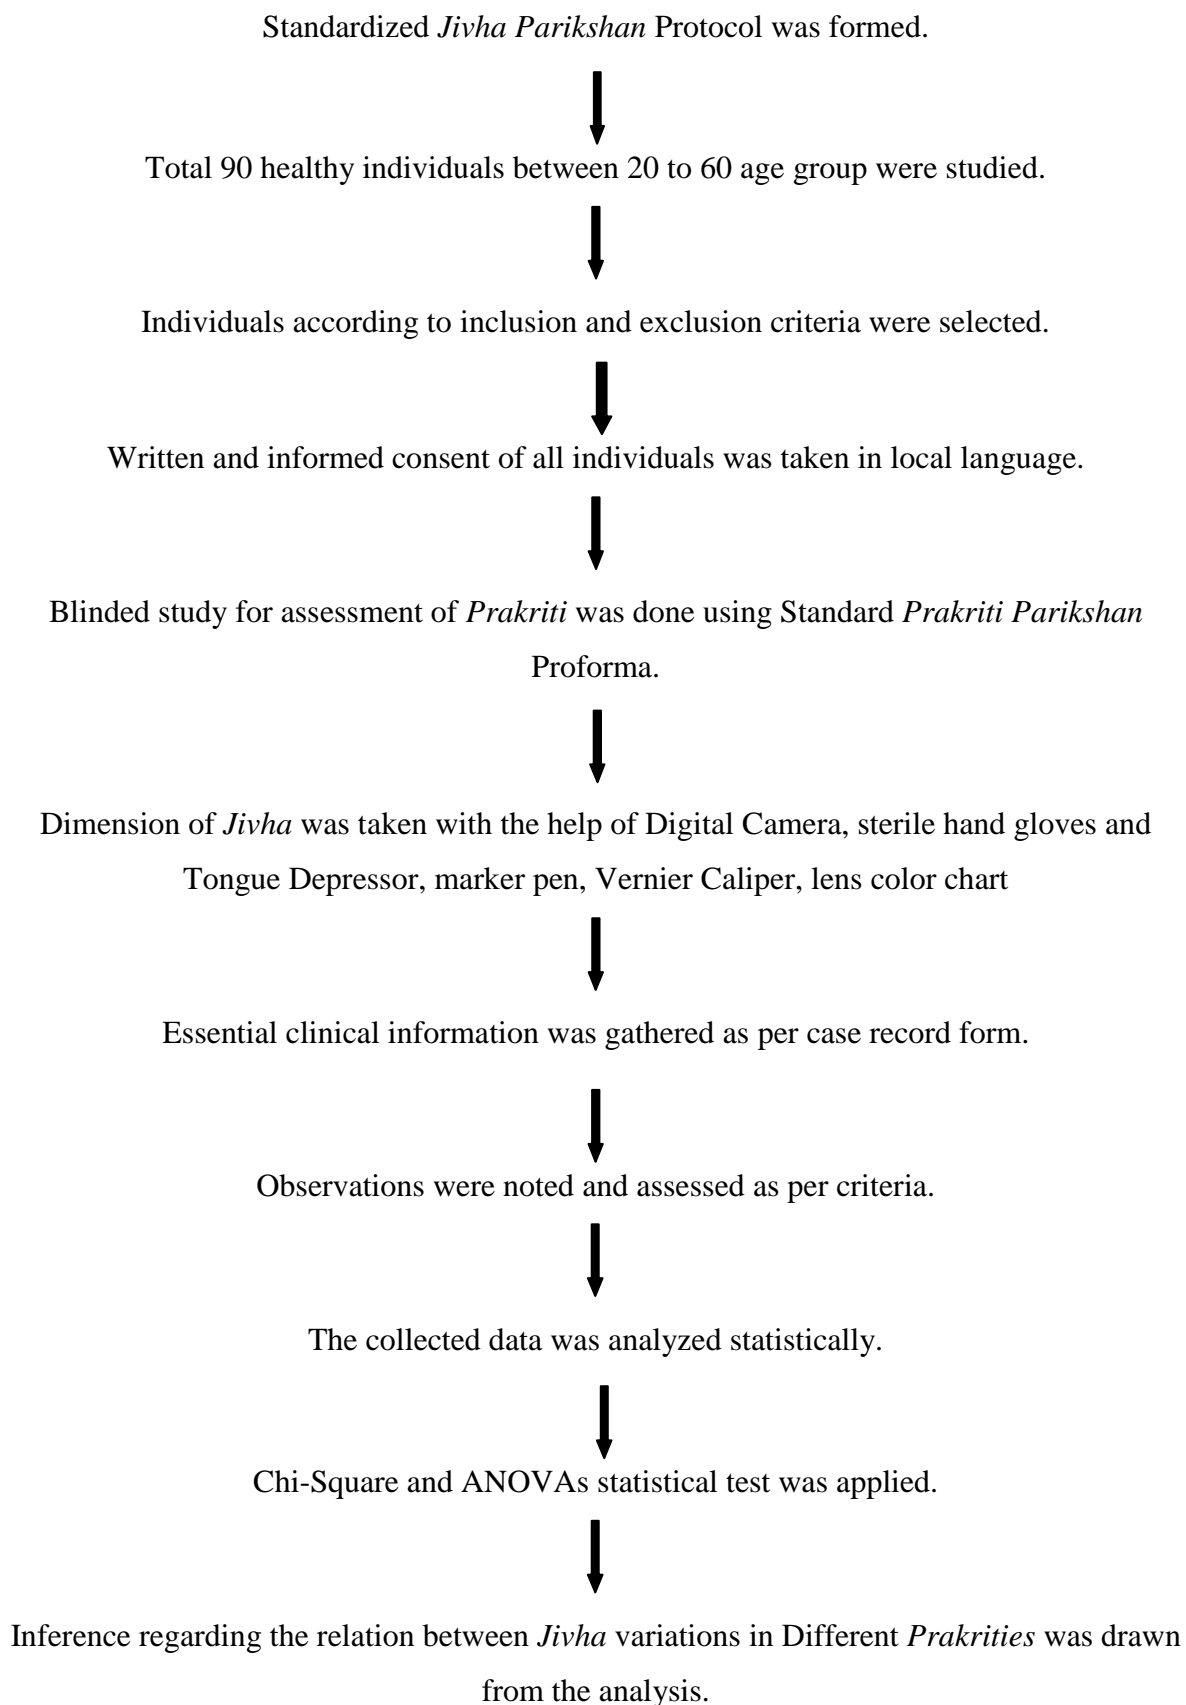 Standardized Jivha Parikshan Protocol was formed.
Total 90 healthy individuals between 20 to 60 age group were studied.
Individuals according to inclusion and exclusion criteria were selected.
Written and informed consent of all individuals was taken in local language.
Blinded study for assessment of Prakriti was done using Standard Prakriti Parikshan
Proforma.
Dimension of Jivha was taken with the help of Digital Camera, sterile hand gloves and
Tongue Depressor, marker pen, Vernier Caliper, lens color chart
Essential clinical information was gathered as per case record form.
Observations were noted and assessed as per criteria.
The collected data was analyzed statistically.
Chi-Square and ANOVAs statistical test was applied.
Inference regarding the relation between Jivha variations in Different Prakrities was drawn
from the analysis.